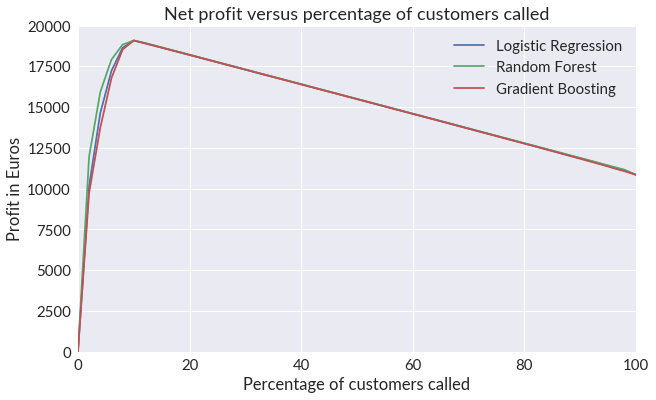 Net profit versus percentage of customers called
20000
17500
15000
12500
10000
7500
5000
2500
0
Profit in Euros
Logistic Regression
Random Forest
Gradient Boosting
0 20 40 60 80 100
Percentage of customers called